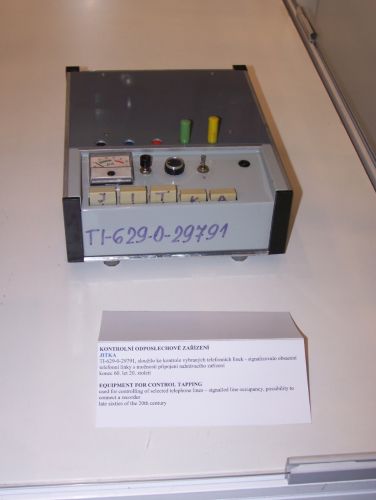 J I T K A
TI-629-0-29791
KONTROLNÍ ODPOSLECHOVÉ ZAŘÍZENÍ
JITKA
TI-629-0-29791, sloužilo ke kontrole vybraných telefonních linek - signalizovalo obsazení
telefonní linky a možnosti připojení nahrávacího zařízení
konec 60. let 20. století
EQUIPMENT FOR CONTROL TAPPING
used for controlling of selected telephone lines – signalled line occupancy, possibility to
connect a recorder
late sixties of the 20th century